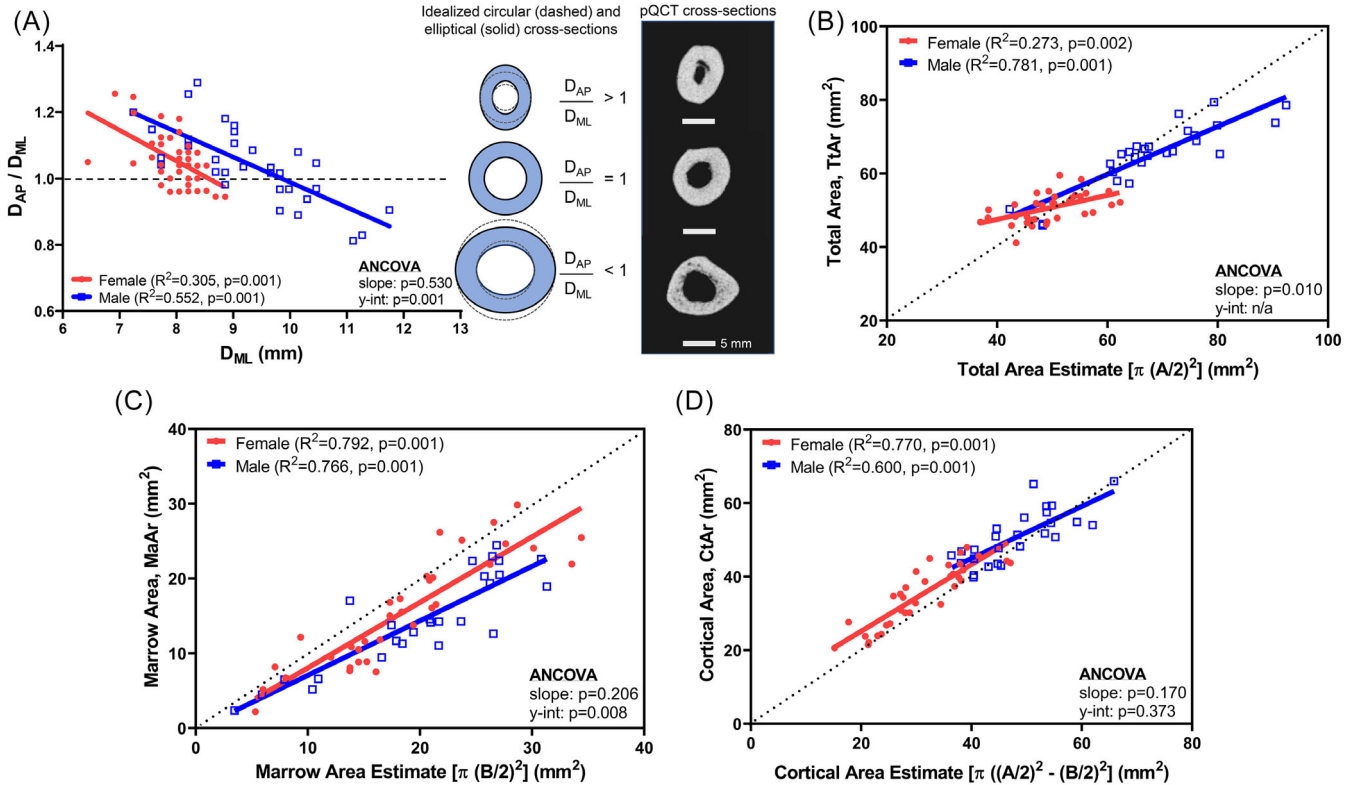 (A)
Idealized circular (dashed) and
elliptical (solid) cross-sections
pQCT cross-sections
D_AP / D_ML
1.4
1.2
1.0
0.8
0.6
6 7 8 9 10 11 12 13
D_ML (mm)
Female (R²=0.305, p=0.001)
Male (R²=0.552, p=0.001)
ANCOVA
slope: p=0.530
y-int: p=0.001
D_AP
D_ML
> 1
D_AP
D_ML
= 1
D_AP
D_ML
< 1
5 mm
(B)
Female (R²=0.273, p=0.002)
Male (R²=0.781, p=0.001)
Total Area, TtAr (mm²)
100
80
60
40
20
20 40 60 80 100
Total Area Estimate [π (A/2)²] (mm²)
ANCOVA
slope: p=0.010
y-int: n/a
(C)
Female (R²=0.792, p=0.001)
Male (R²=0.766, p=0.001)
Marrow Area, MaAr (mm²)
40
30
20
10
0
0 10 20 30 40
Marrow Area Estimate [π (B/2)²] (mm²)
ANCOVA
slope: p=0.206
y-int: p=0.008
(D)
Female (R²=0.770, p=0.001)
Male (R²=0.600, p=0.001)
Cortical Area, CtAr (mm²)
80
60
40
20
0
0 20 40 60 80
Cortical Area Estimate [π ((A/2)² - (B/2)²] (mm²)
ANCOVA
slope: p=0.170
y-int: p=0.373